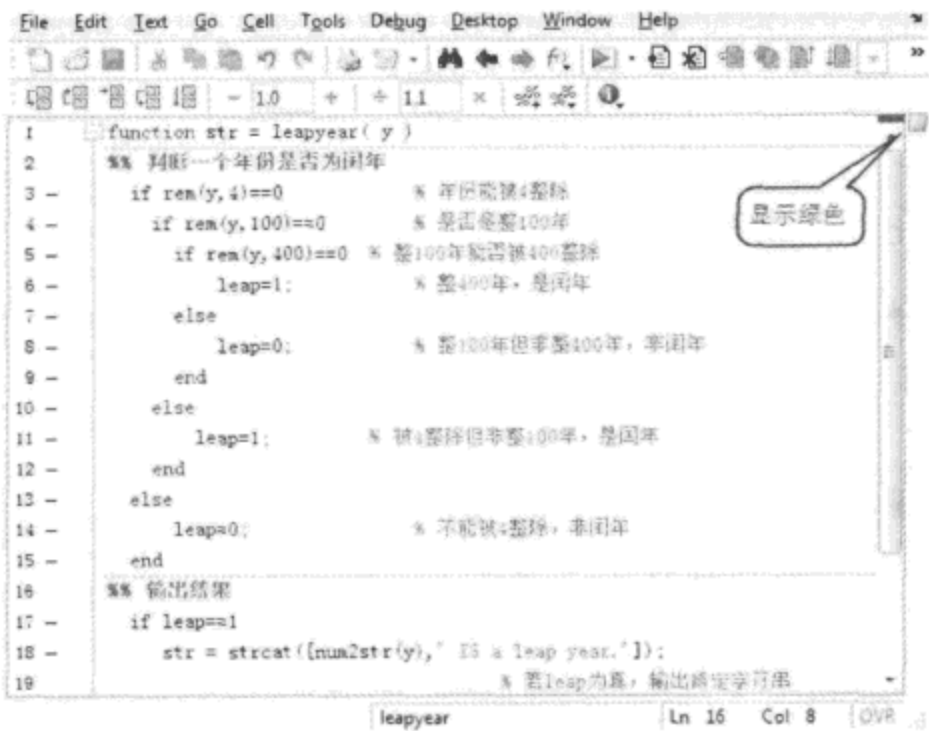 File Edit Text Go Cell Tools Debug Desktop Window Help
1.0 1.1
1 function str = leapyear( y )
2 %% 判断一个年份是否为闰年
3 if rem(y,4)==0 % 年份能被4整除
4 if rem(y,100)==0 % 是否是整100年
5 if rem(y,400)==0 % 整100年能否被400整除
6 leap=1; % 整400年,是闰年
7 else
8 leap=0; % 整100年但非整400年,非闰年
9 end
10 else
11 leap=1; % 被4整除但非整100年,是闰年
12 end
13 else
14 leap=0; % 不能被4整除,非闰年
15 end
16 %% 输出结果
17 if leap==1
18 str = strcat([num2str(y),' IS a leap year.']);
19 % 若leap为真,输出肯定字符串
显示绿色
leapyear Ln 16 Col 8 OVR